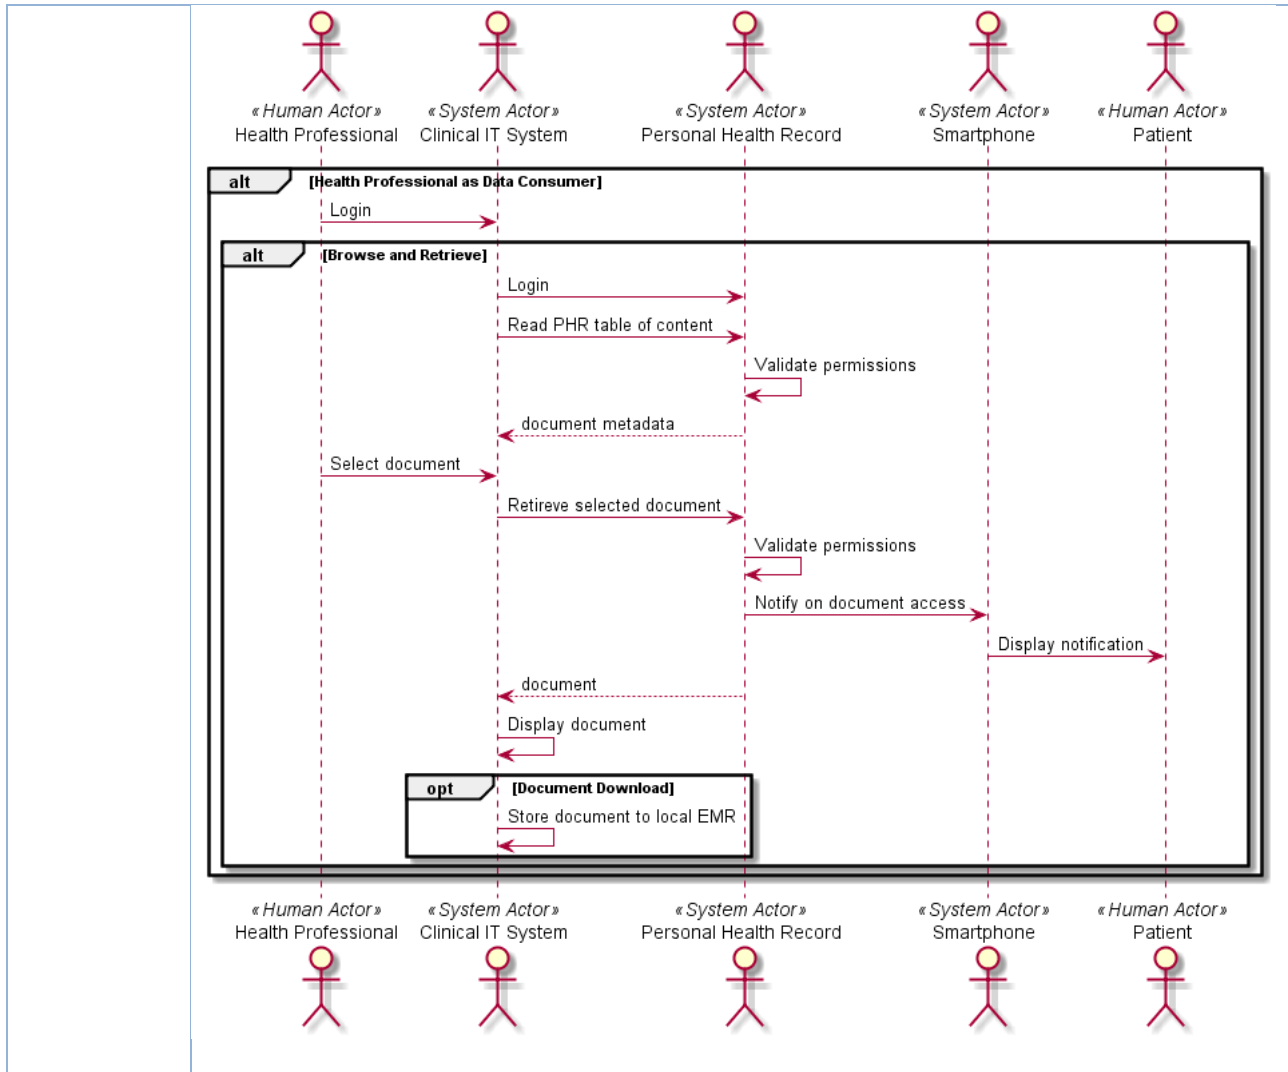 «Human Actor» «System Actor» «System Actor» «System Actor» «Human Actor»
Health Professional Clinical IT System Personal Health Record Smartphone Patient
alt [Health Professional as Data Consumer]
Login
alt [Browse and Retrieve]
Login
Read PHR table of content
Validate permissions
document metadata
Select document
Retireve selected document
Validate permissions
Notify on document access
Display notification
document
Display document
opt [Document Download]
Store document to local EMR
«Human Actor» «System Actor» «System Actor» «System Actor» «Human Actor»
Health Professional Clinical IT System Personal Health Record Smartphone Patient